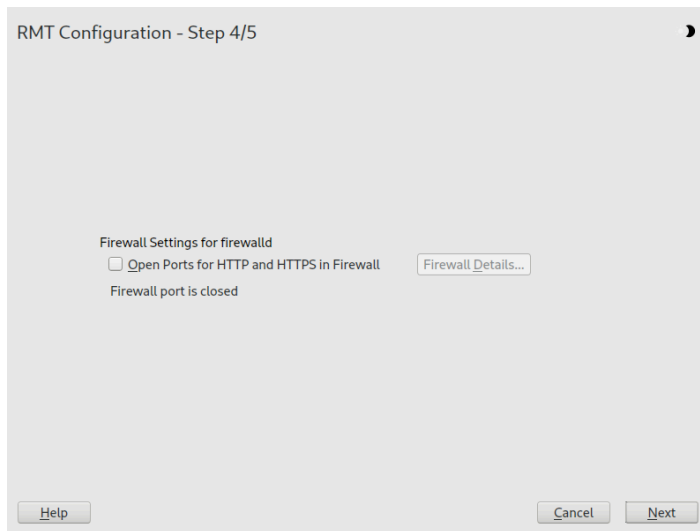 RMT Configuration - Step 4/5
Firewall Settings for firewalld
Open Ports for HTTP and HTTPS in Firewall
Firewall Details...
Firewall port is closed
Help
Cancel
Next